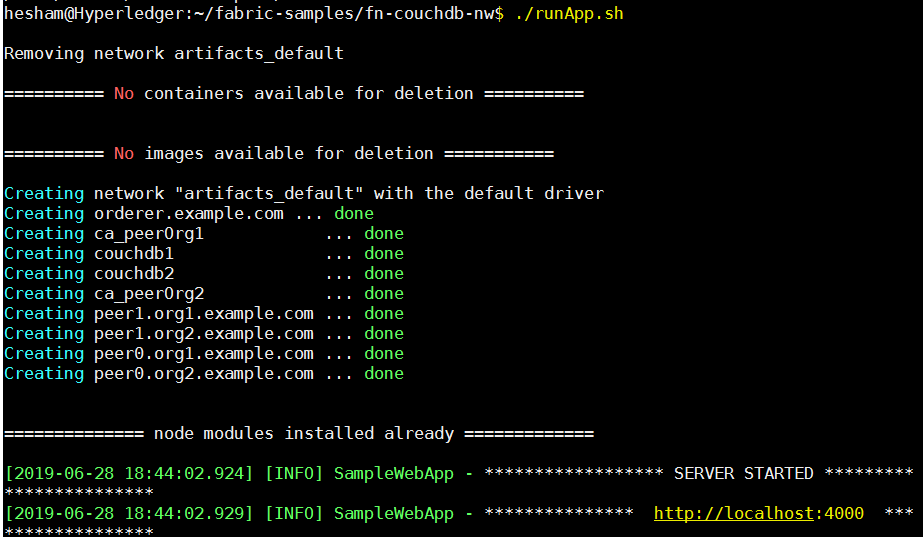 hesham@Hyperledger:~/fabric-samples/fn-couchdb-nw$ ./runApp.sh
Removing network artifacts_default
========== No containers available for deletion ==========
========== No images available for deletion ===========
Creating network "artifacts_default" with the default driver
Creating orderer.example.com ... done
Creating ca_peerOrg1            ... done
Creating couchdb1               ... done
Creating couchdb2               ... done
Creating ca_peerOrg2            ... done
Creating peer1.org1.example.com ... done
Creating peer1.org2.example.com ... done
Creating peer0.org1.example.com ... done
Creating peer0.org2.example.com ... done
============== node modules installed already =============
[2019-06-28 18:44:02.924] [INFO] SampleWebApp - ****************** SERVER STARTED *********
***************
[2019-06-28 18:44:02.929] [INFO] SampleWebApp - ***************  http://localhost:4000  ***
***************